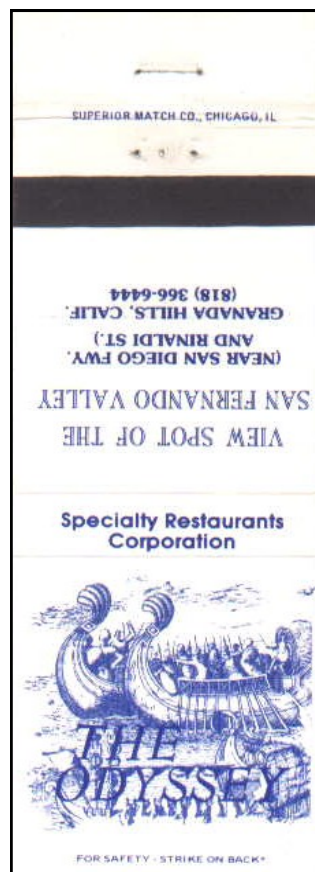 SUPERIOR MATCH CO., CHICAGO, IL
VIEW SPOT OF THE
SAN FERNANDO VALLEY
(NEAR SAN DIEGO FWY.
AND RINALDI ST.)
GRANADA HILLS, CALIF.
(818) 366-6444
Specialty Restaurants
Corporation
THE
ODYSSEY
FOR SAFETY - STRIKE ON BACK